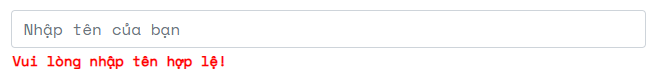 Nhập tên của bạn
Vui lòng nhập tên hợp lệ!